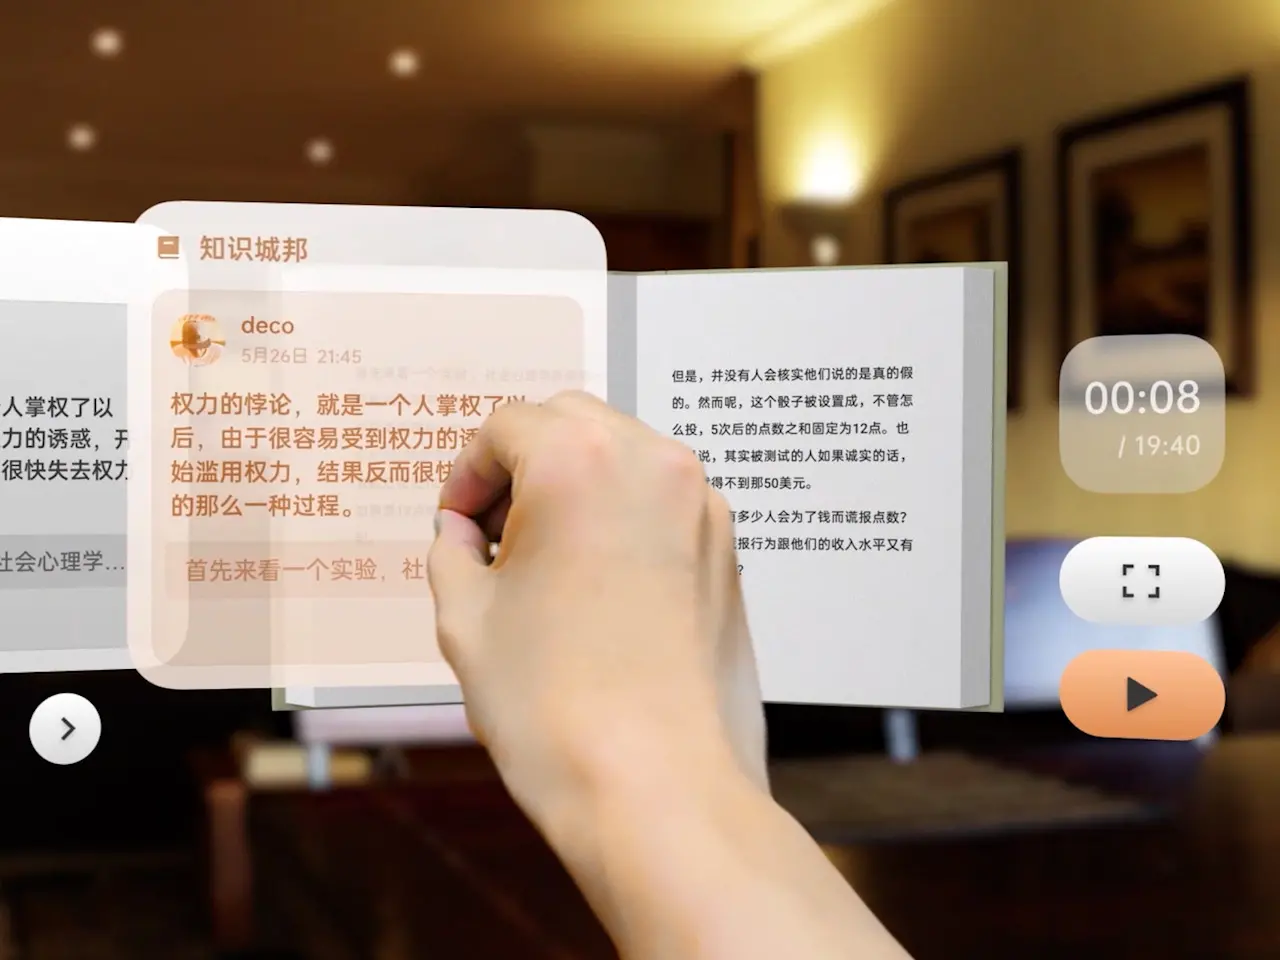 人掌权了以
力的诱惑，开
很快失去权力
社会心理学...
知识城邦
deco
5月26日 21:45
权力的悖论，就是一个人掌权了以
后，由于很容易受到权力的诱
始滥用权力，结果反而很快
的那么一种过程。
首先来看一个实验，社
但是，并没有人会核实他们说的是真的假
的。然而呢，这个骰子被设置成，不管怎
么投，5次后的点数之和固定为12点。也
说，其实被测试的人如果诚实的话，
得不到那50美元。
有多少人会为了钱而谎报点数？
报行为跟他们的收入水平又有
？
00:08
/ 19:40